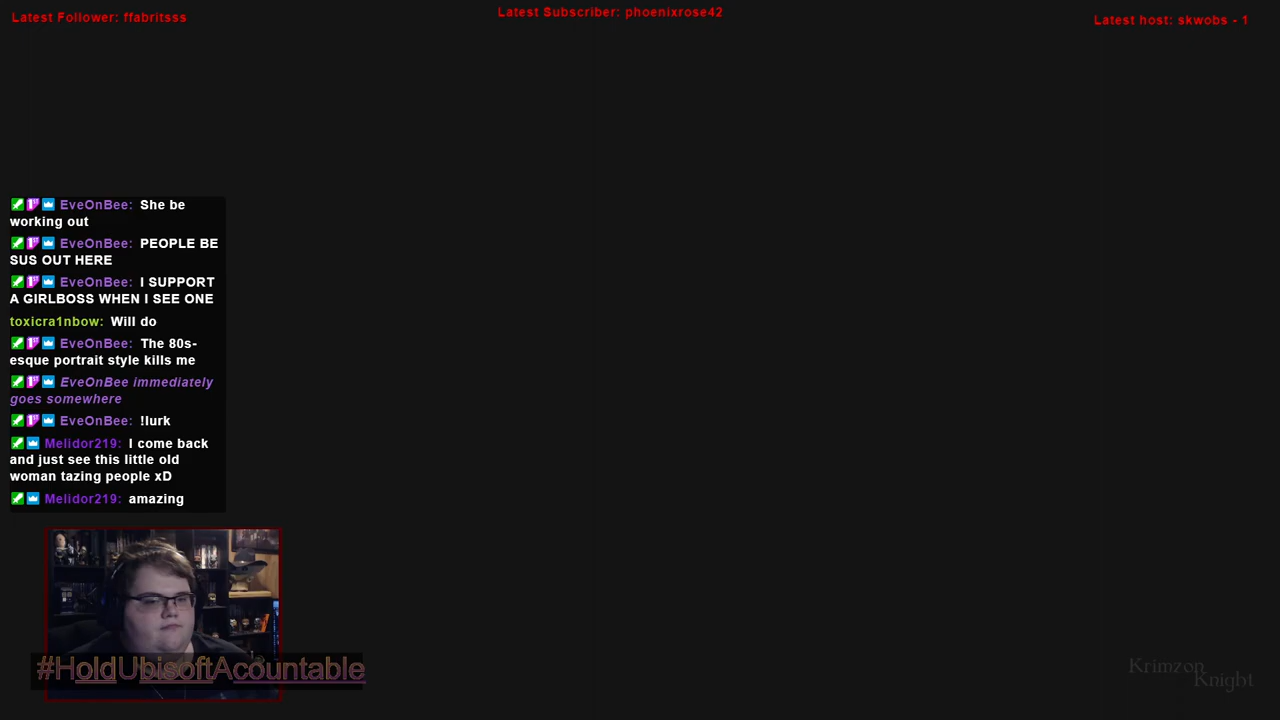 Latest Follower: ffabritsss
Latest Subscriber: phoenixrose42
Latest host: skwobs - 1
EveOnBee: She be
working out
EveOnBee: PEOPLE BE
SUS OUT HERE
EveOnBee: I SUPPORT
A GIRLBOSS WHEN I SEE ONE
toxicra1nbow: Will do
EveOnBee: The 80s-
esque portrait style kills me
EveOnBee immediately
goes somewhere
EveOnBee: !lurk
Melidor219: I come back
and just see this little old
woman tazing people xD
Melidor219: amazing
#HoldUbisoftAcountable
Krimzon
Knight